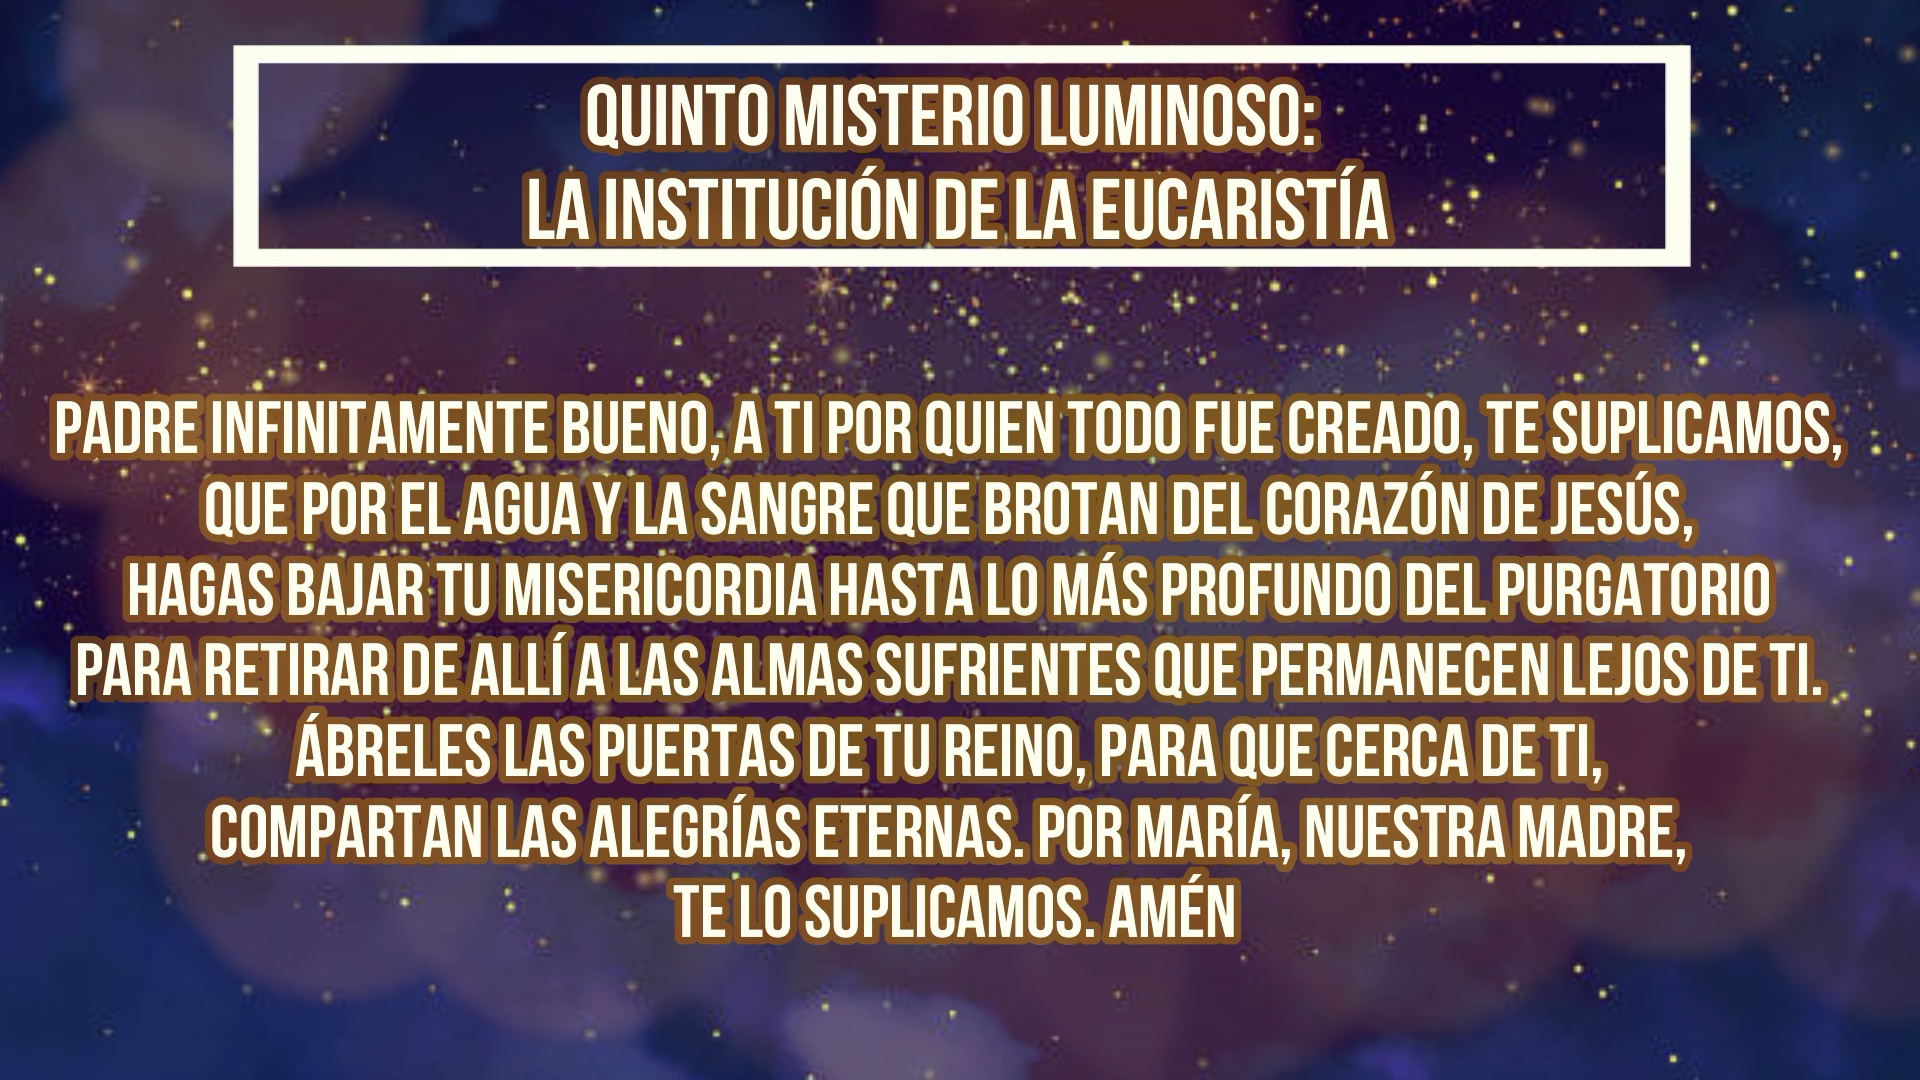 QUINTO MISTERIO LUMINOSO:
LA INSTITUCIÓN DE LA EUCARISTÍA
PADRE INFINITAMENTE BUENO, A TI POR QUIEN TODO FUE CREADO, TE SUPLICAMOS,
QUE POR EL AGUA Y LA SANGRE QUE BROTAN DEL CORAZÓN DE JESÚS,
HAGAS BAJAR TU MISERICORDIA HASTA LO MÁS PROFUNDO DEL PURGATORIO
PARA RETIRAR DE ALLÍ A LAS ALMAS SUFRIENTES QUE PERMANECEN LEJOS DE TI.
ÁBRELES LAS PUERTAS DE TU REINO, PARA QUE CERCA DE TI,
COMPARTAN LAS ALEGRÍAS ETERNAS. POR MARÍA, NUESTRA MADRE,
TE LO SUPLICAMOS. AMÉN